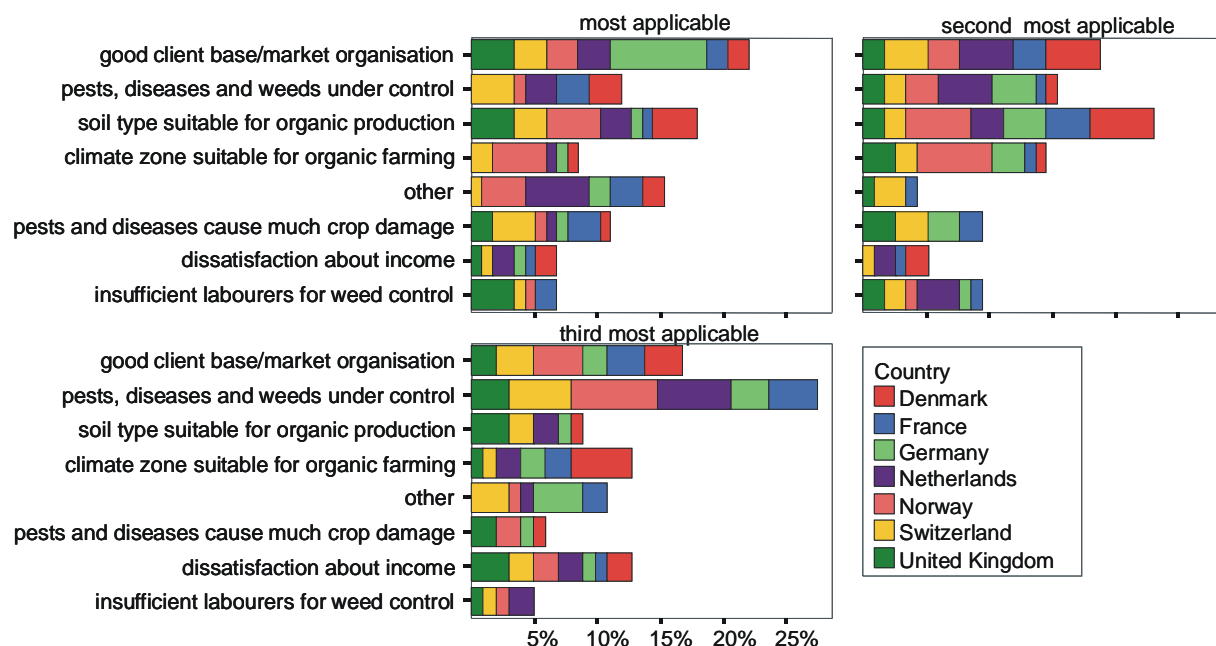 most applicable
second most applicable
good client base/market organisation
pests, diseases and weeds under control
soil type suitable for organic production
climate zone suitable for organic farming
other
pests and diseases cause much crop damage
dissatisfaction about income
insufficient labourers for weed control
third most applicable
good client base/market organisation
pests, diseases and weeds under control
soil type suitable for organic production
climate zone suitable for organic farming
other
pests and diseases cause much crop damage
dissatisfaction about income
insufficient labourers for weed control
5% 10% 15% 20% 25%
Country
Denmark
France
Germany
Netherlands
Norway
Switzerland
United Kingdom